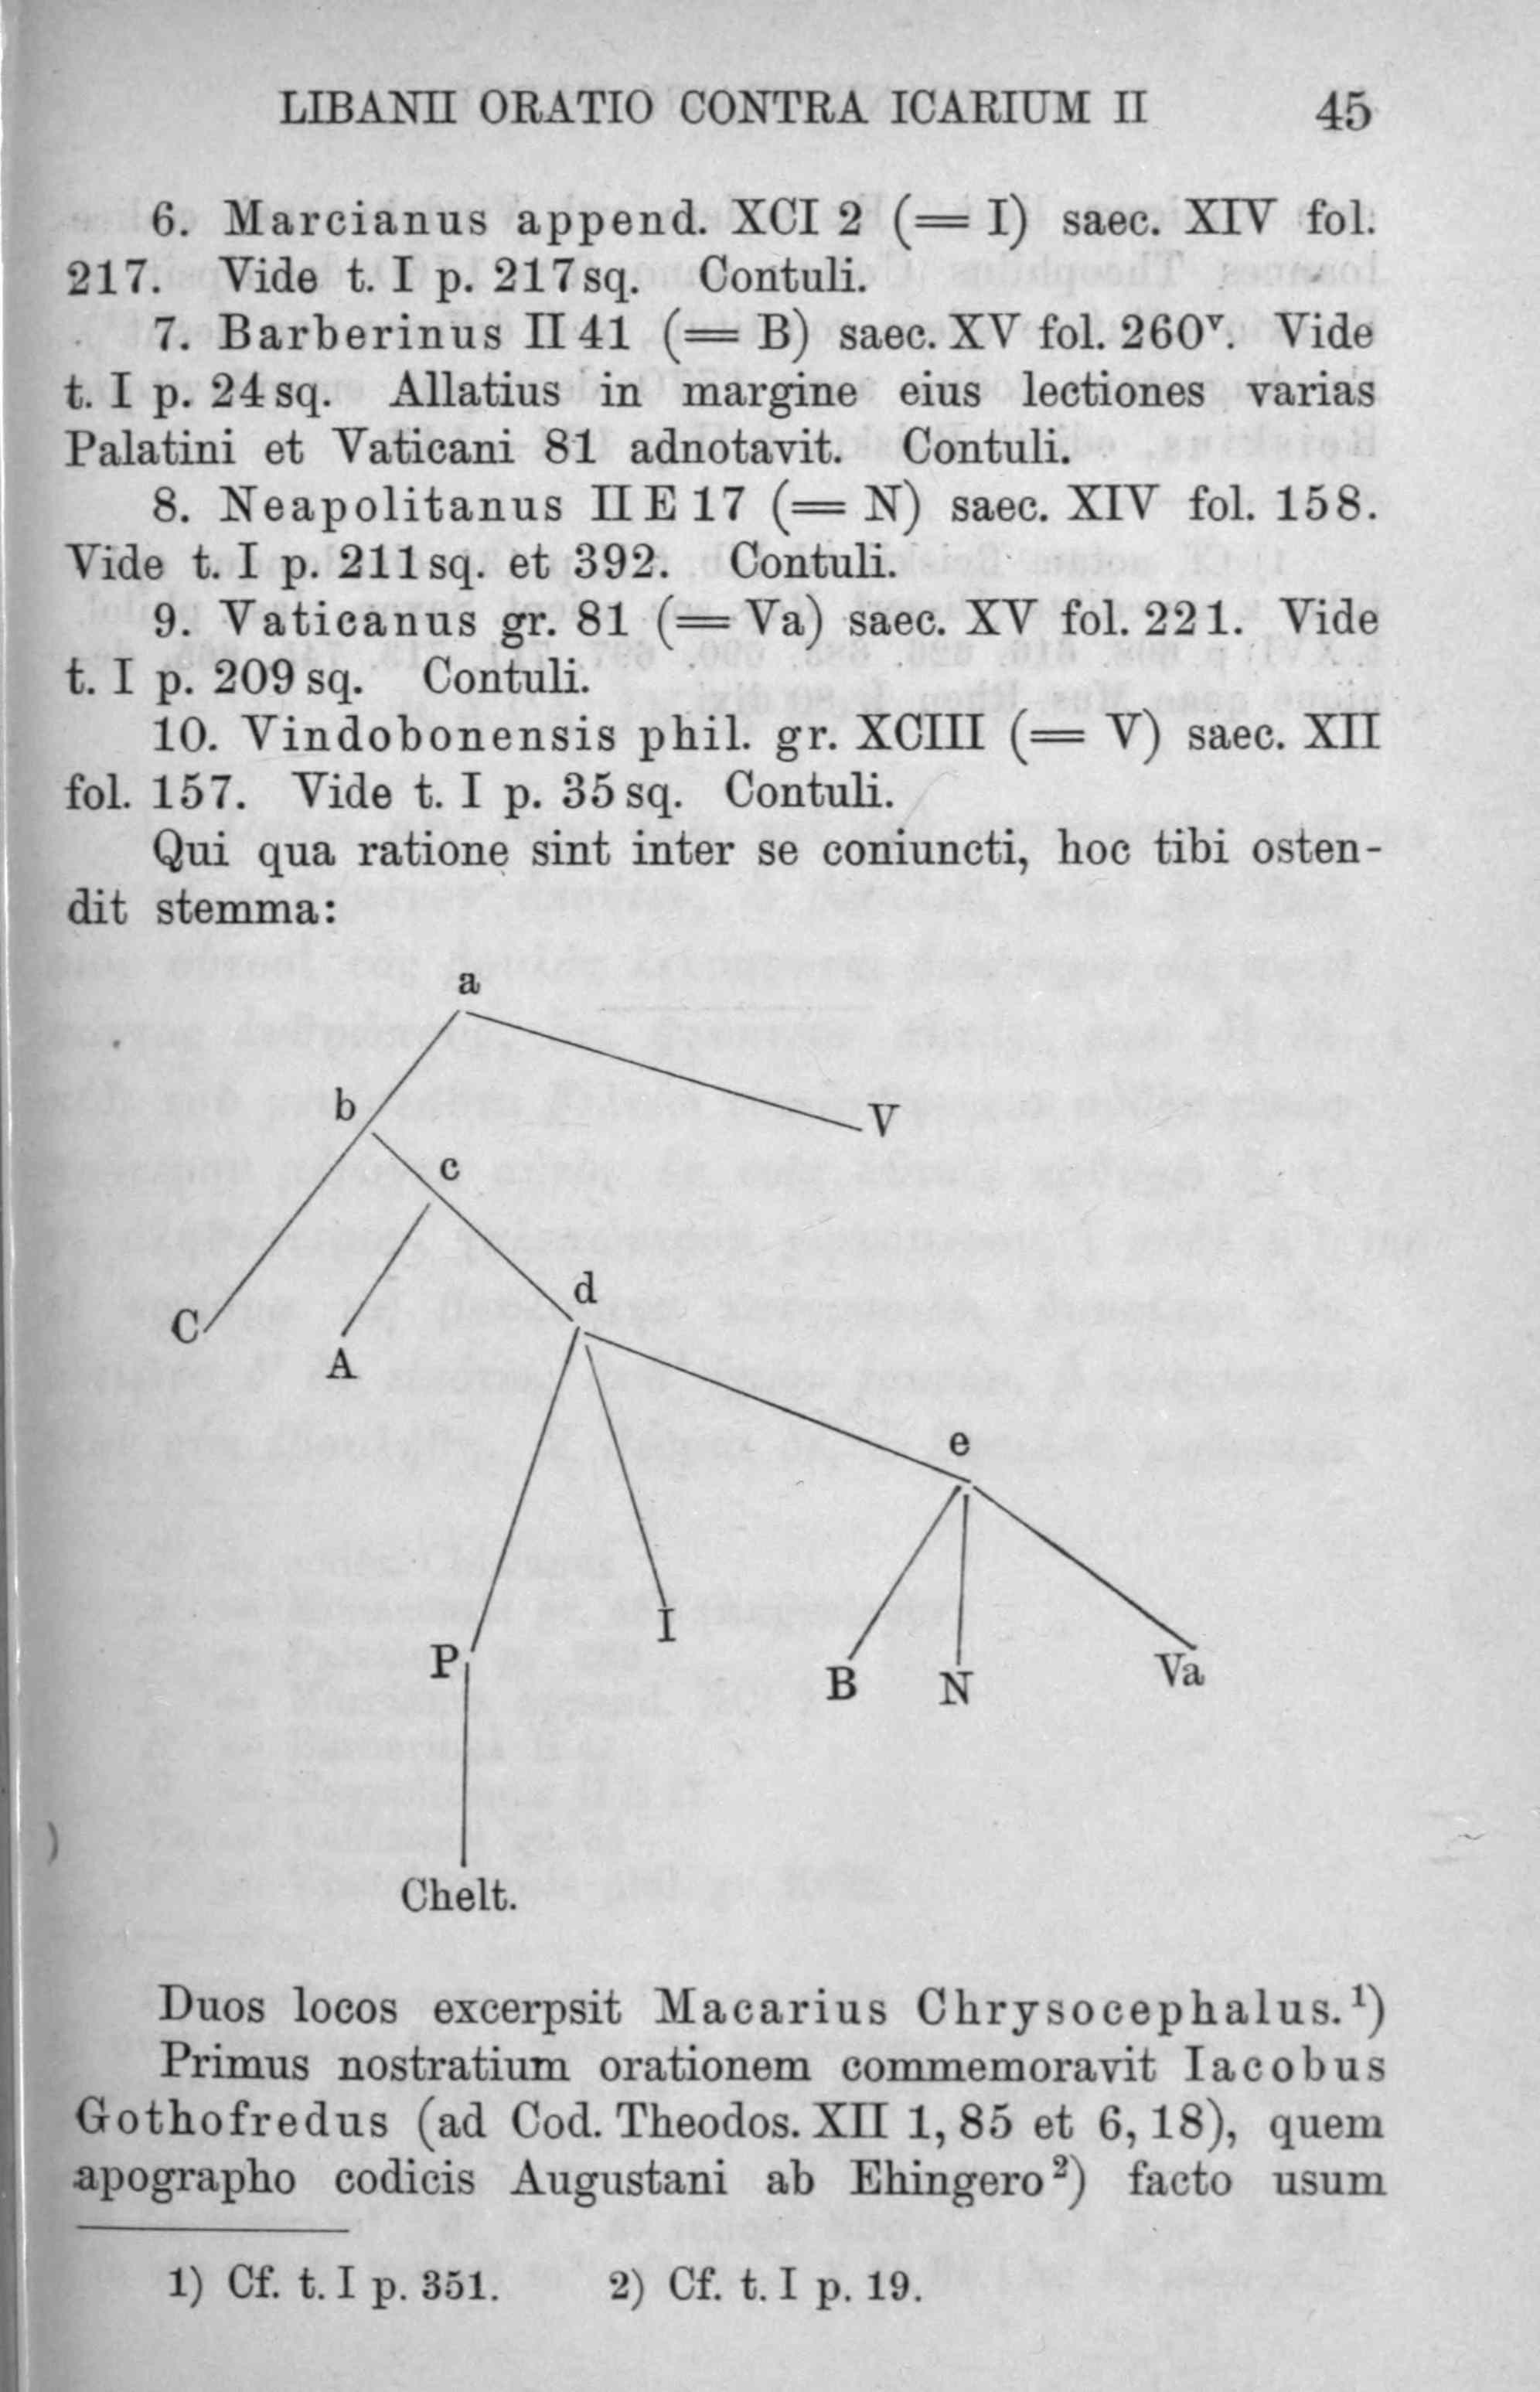 LIBANII ORATIO CONTRA ICARIUM II 45
6. Marcianus append. XCI 2 (= I) saec. XIV fol.
217. Vide t. I p. 217 sq. Contuli.
7. Barberinus II 41 (= B) saec. XV fol. 260ᵛ. Vide
t. I p. 24 sq. Allatius in margine eius lectiones varias
Palatini et Vaticani 81 adnotavit. Contuli.
8. Neapolitanus II E 17 (= N) saec. XIV fol. 158.
Vide t. I p. 211 sq. et 392. Contuli.
9. Vaticanus gr. 81 (= Va) saec. XV fol. 221. Vide
t. I p. 209 sq. Contuli.
10. Vindobonensis phil. gr. XCIII (= V) saec. XII
fol. 157. Vide t. I p. 35 sq. Contuli.
Qui qua ratione sint inter se coniuncti, hoc tibi osten-
dit stemma:
a
b
V
c
d
C
A
e
I
P
B
N
Va
Chelt.
Duos locos excerpsit Macarius Chrysocephalus.¹)
Primus nostratium orationem commemoravit Iacobus
Gothofredus (ad Cod. Theodos. XII 1, 85 et 6, 18), quem
apographo codicis Augustani ab Ehingero²) facto usum
1) Cf. t. I p. 351. 2) Cf. t. I p. 19.